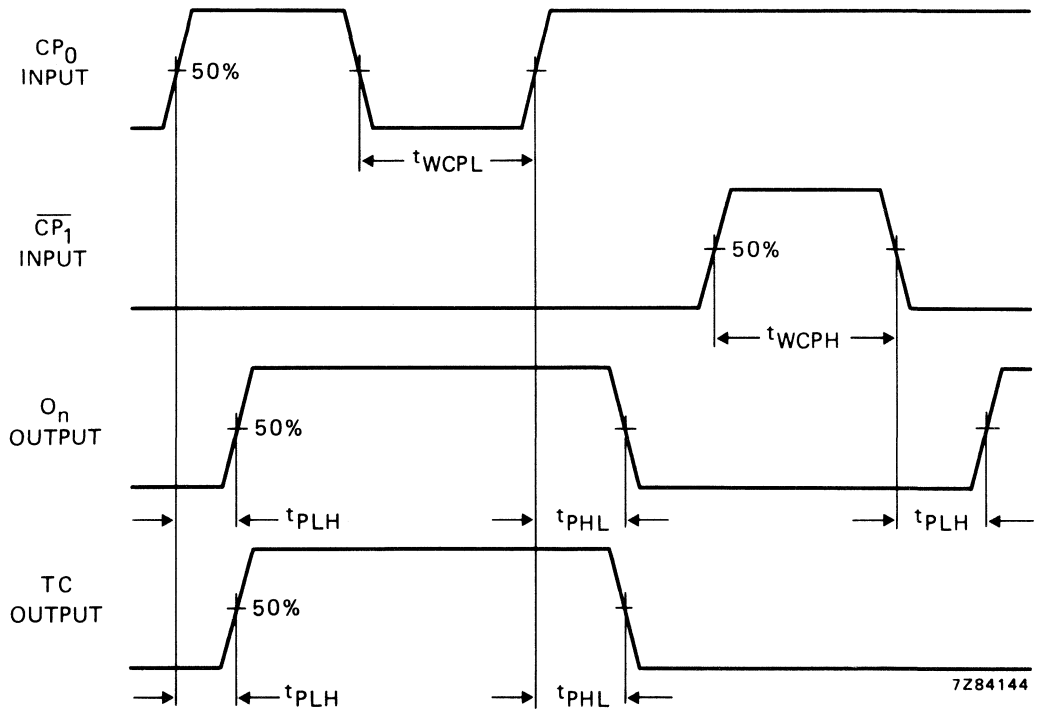 CP0
INPUT
50%
tWCPL
CP1
INPUT
50%
tWCPH
On
OUTPUT
50%
tPLH
tPHL
tPLH
TC
OUTPUT
50%
tPLH
tPHL
7Z84144